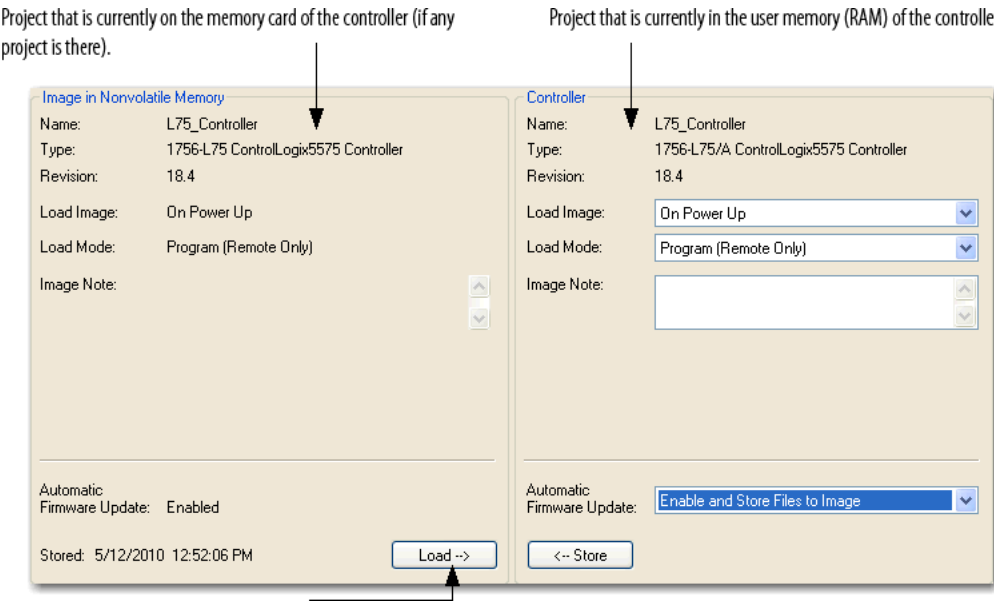 Project that is currently on the memory card of the controller (if any
project is there).
Project that is currently in the user memory (RAM) of the controlle
Image in Nonvolatile Memory
Name: L75_Controller
Type: 1756-L75 ControlLogix5575 Controller
Revision: 18.4
Load Image: On Power Up
Load Mode: Program (Remote Only)
Image Note:
Automatic
Firmware Update: Enabled
Stored: 5/12/2010 12:52:06 PM
Load -->
Controller
Name: L75_Controller
Type: 1756-L75/A ControlLogix5575 Controller
Revision: 18.4
Load Image: On Power Up
Load Mode: Program (Remote Only)
Image Note:
Automatic
Firmware Update: Enable and Store Files to Image
<-- Store